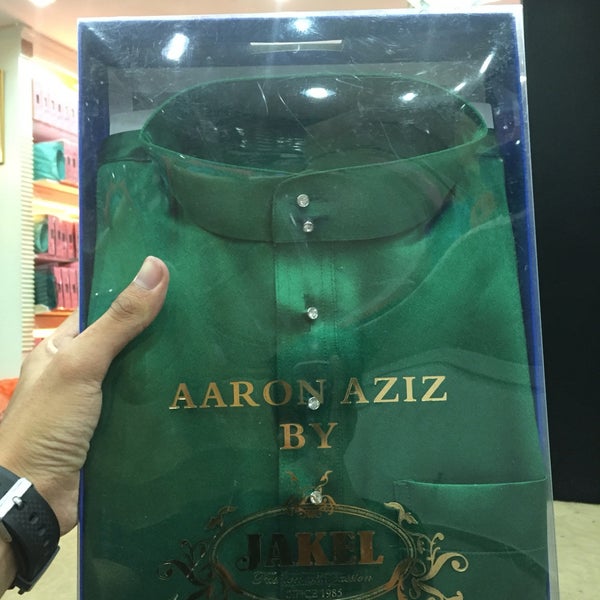 AARON AZIZ
BY
JAKEL
SINCE 1983